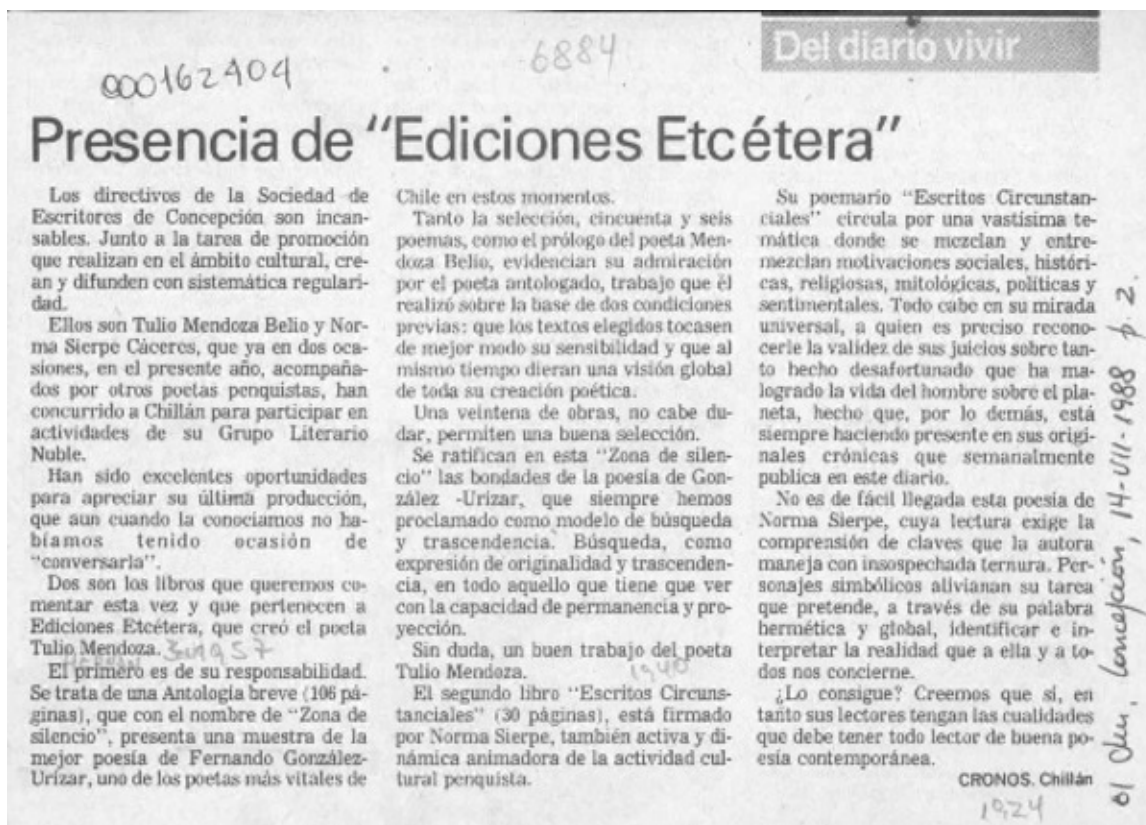 Del diario vivir
000162404
6884
Presencia de "Ediciones Etcétera"
Los directivos de la Sociedad de
Escritores de Concepción son incan-
sables. Junto a la tarea de promoción
que realizan en el ámbito cultural, cre-
an y difunden con sistemática regulari-
dad.
Ellos son Tulio Mendoza Belio y Nor-
ma Sierpe Cáceres, que ya en dos oca-
siones, en el presente año, acompaña-
dos por otros poetas penquistas, han
concurrido a Chillán para participar en
actividades de su Grupo Literario
Ñuble.
Han sido excelentes oportunidades
para apreciar su última producción,
que aun cuando la conocíamos no ha-
bíamos tenido ocasión de
"conversarla".
Dos son los libros que queremos co-
mentar esta vez y que pertenecen a
Ediciones Etcétera, que creó el poeta
Tulio Mendoza.
El primero es de su responsabilidad.
Se trata de una Antología breve (106 pá-
ginas), que con el nombre de "Zona de
silencio", presenta una muestra de la
mejor poesía de Fernando González-
Urízar, uno de los poetas más vitales de
Chile en estos momentos.
Tanto la selección, cincuenta y seis
poemas, como el prólogo del poeta Men-
doza Belio, evidencian su admiración
por el poeta antologado, trabajo que él
realizó sobre la base de dos condiciones
previas: que los textos elegidos tocasen
de mejor modo su sensibilidad y que al
mismo tiempo dieran una visión global
de toda su creación poética.
Una veintena de obras, no cabe du-
dar, permiten una buena selección.
Se ratifican en esta "Zona de silen-
cio" las bondades de la poesía de Gon-
zález -Urízar, que siempre hemos
proclamado como modelo de búsqueda
y trascendencia. Búsqueda, como
expresión de originalidad y trascenden-
cia, en todo aquello que tiene que ver
con la capacidad de permanencia y pro-
yección.
Sin duda, un buen trabajo del poeta
Tulio Mendoza.
1940
El segundo libro "Escritos Circuns-
tanciales" (30 páginas), está firmado
por Norma Sierpe, también activa y di-
námica animadora de la actividad cul-
tural penquista.
Su poemario "Escritos Circunstan-
ciales" circula por una vastísima te-
mática donde se mezclan y entre-
mezclan motivaciones sociales, históri-
cas, religiosas, mitológicas, políticas y
sentimentales. Todo cabe en su mirada
universal, a quien es preciso recono-
cerle la validez de sus juicios sobre tan-
to hecho desafortunado que ha ma-
logrado la vida del hombre sobre el pla-
neta, hecho que, por lo demás, está
siempre haciendo presente en sus origi-
nales crónicas que semanalmente
publica en este diario.
No es de fácil llegada esta poesía de
Norma Sierpe, cuya lectura exige la
comprensión de claves que la autora
maneja con insospechada ternura. Per-
sonajes simbólicos alivianan su tarea
que pretende, a través de su palabra
hermética y global, identificar e in-
terpretar la realidad que a ella y a to-
dos nos concierne.
¿Lo consigue? Creemos que sí, en
tanto sus lectores tengan las cualidades
que debe tener todo lector de buena po-
esía contemporánea.
CRONOS. Chillán
1924
Concepción, 14-VII-1988 p. 2.